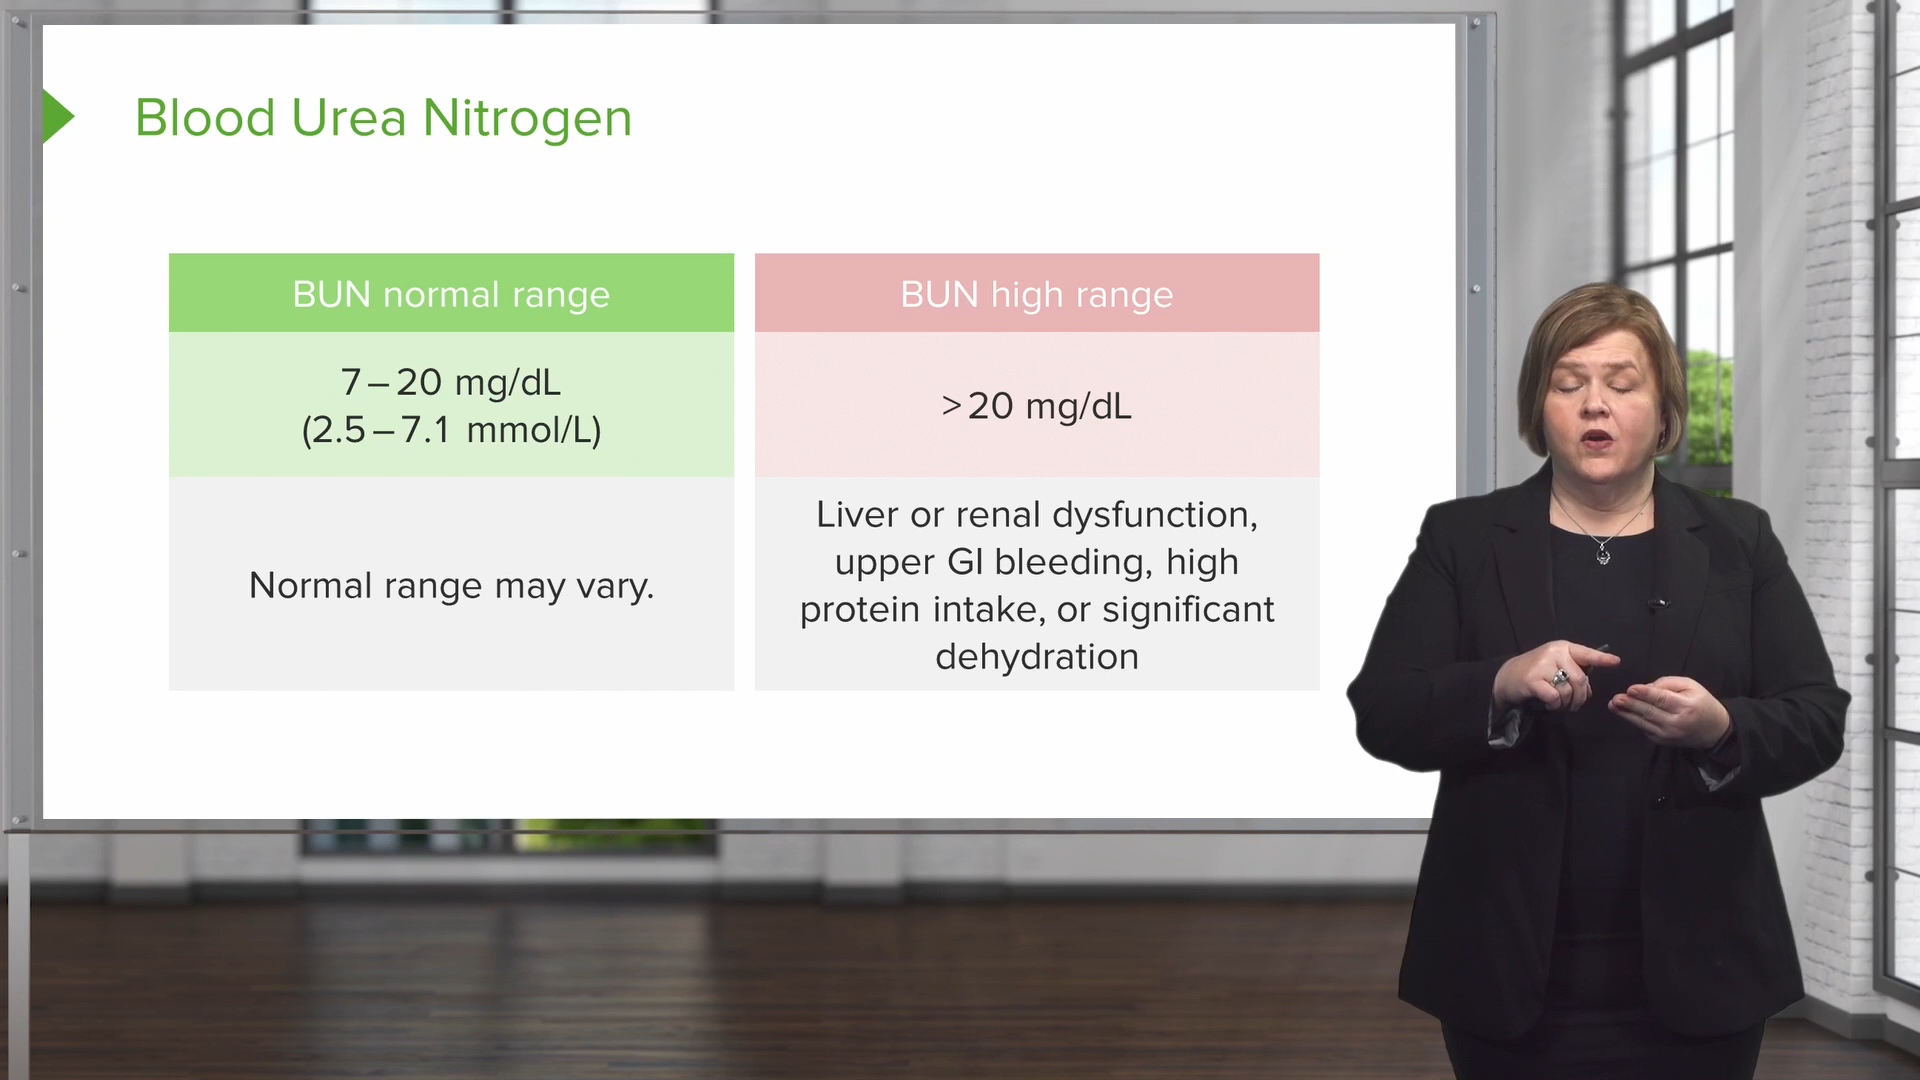 Blood Urea Nitrogen
BUN normal range
7–20 mg/dL
(2.5–7.1 mmol/L)
Normal range may vary.
BUN high range
>20 mg/dL
Liver or renal dysfunction,
upper GI bleeding, high
protein intake, or significant
dehydration